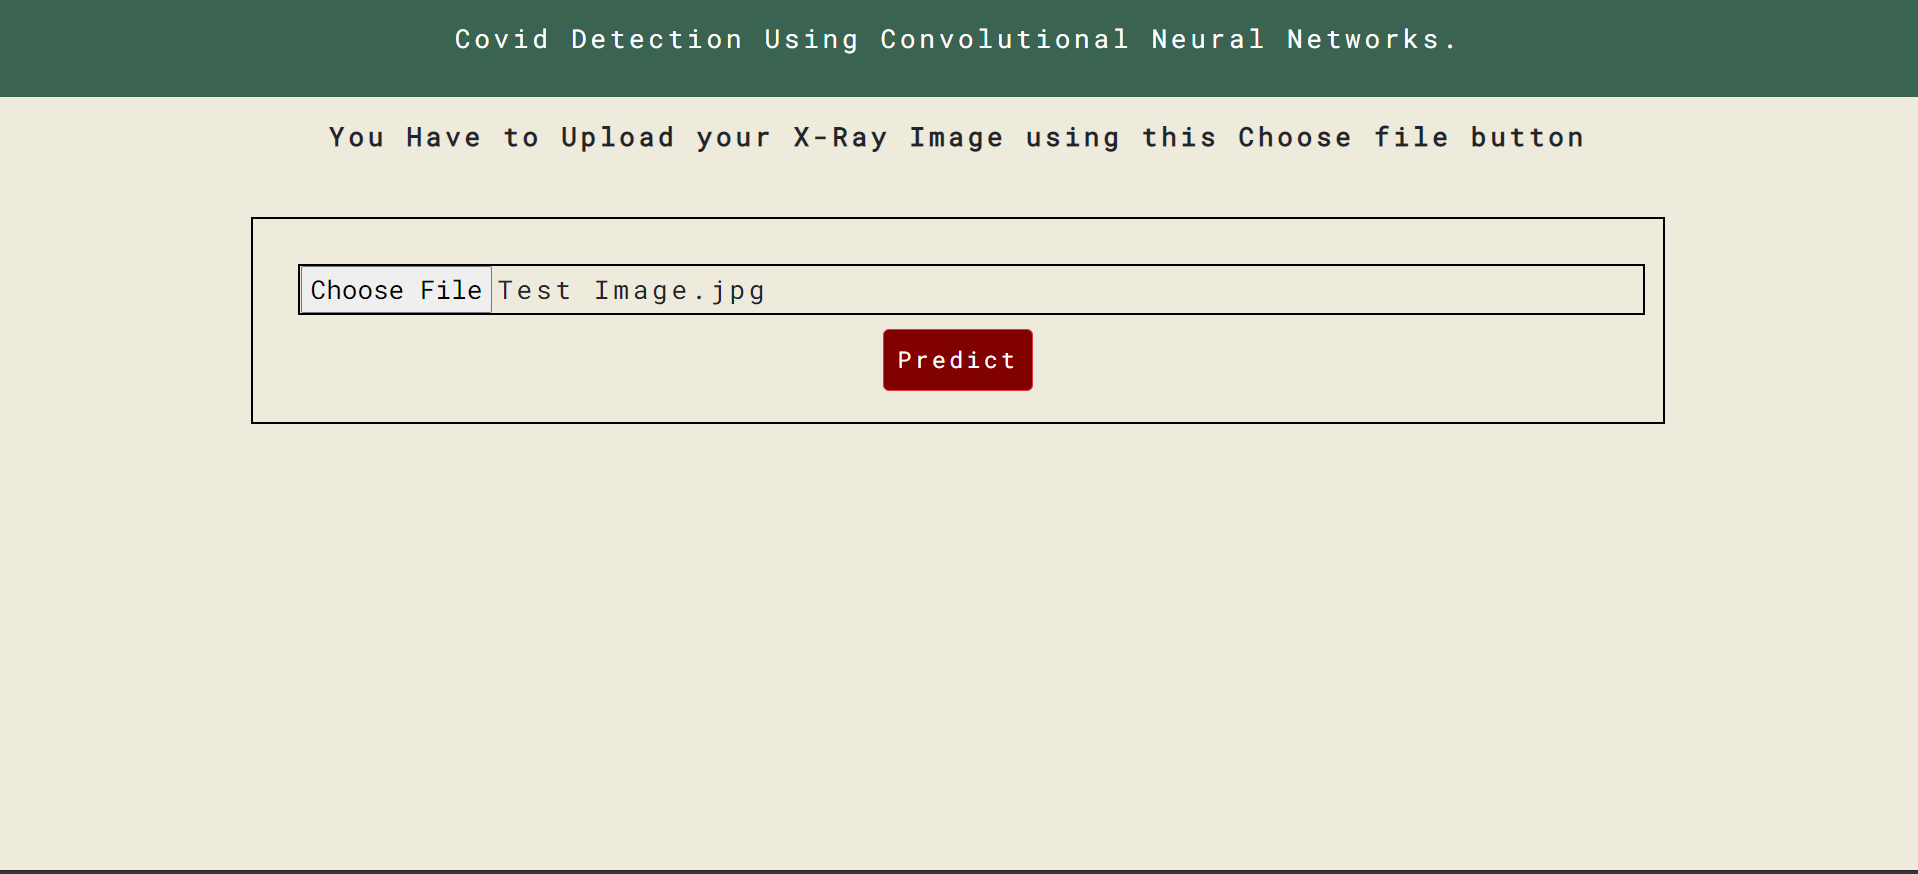 Covid Detection Using Convolutional Neural Networks.
You Have to Upload your X-Ray Image using this Choose file button
Choose File Test Image.jpg
Predict